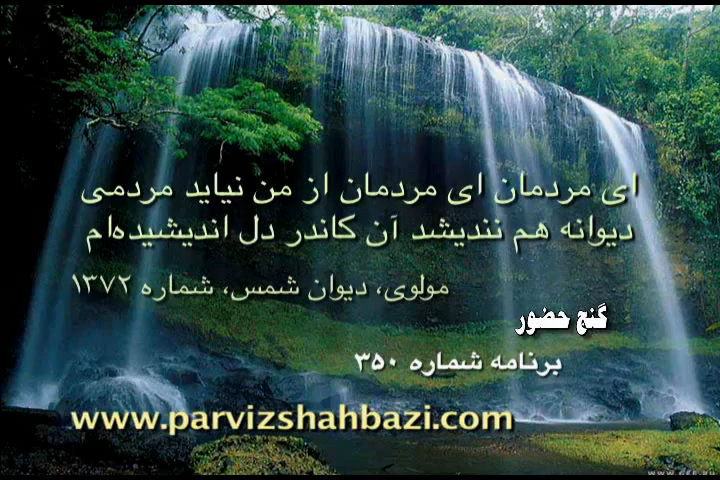 ای مردمان ای مردمان از من نیاید مردمی
دیوانه هم نندیشد آن کاندر دل اندیشیده‌ام
مولوی، دیوان شمس، شماره ۱۳۷۲
گنج حضور
برنامه شماره ۳۵۰
www.parvizshahbazi.com